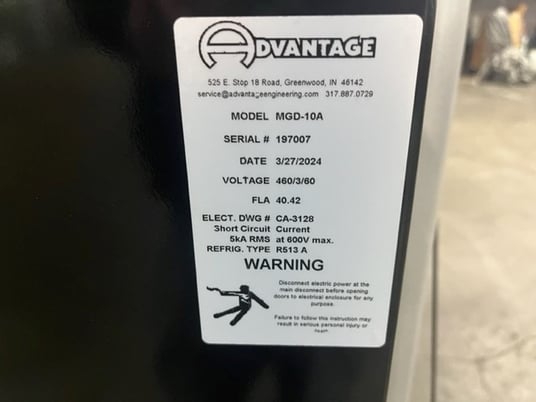 ADVANTAGE
525 E. Stop 18 Road, Greenwood, IN 46142
service@advantageengineering.com 317.887.0729
MODEL MGD-10A
SERIAL # 197007
DATE 3/27/2024
VOLTAGE 460/3/60
FLA 40.42
ELECT. DWG # CA-3128
Short Circuit Current
5kA RMS at 600V max.
REFRIG. TYPE R513 A
WARNING
Disconnect electric power at the
main disconnect before opening
doors to electrical enclosure for any
purpose.
Failure to follow this instruction may
result in serious personal injury or
death.